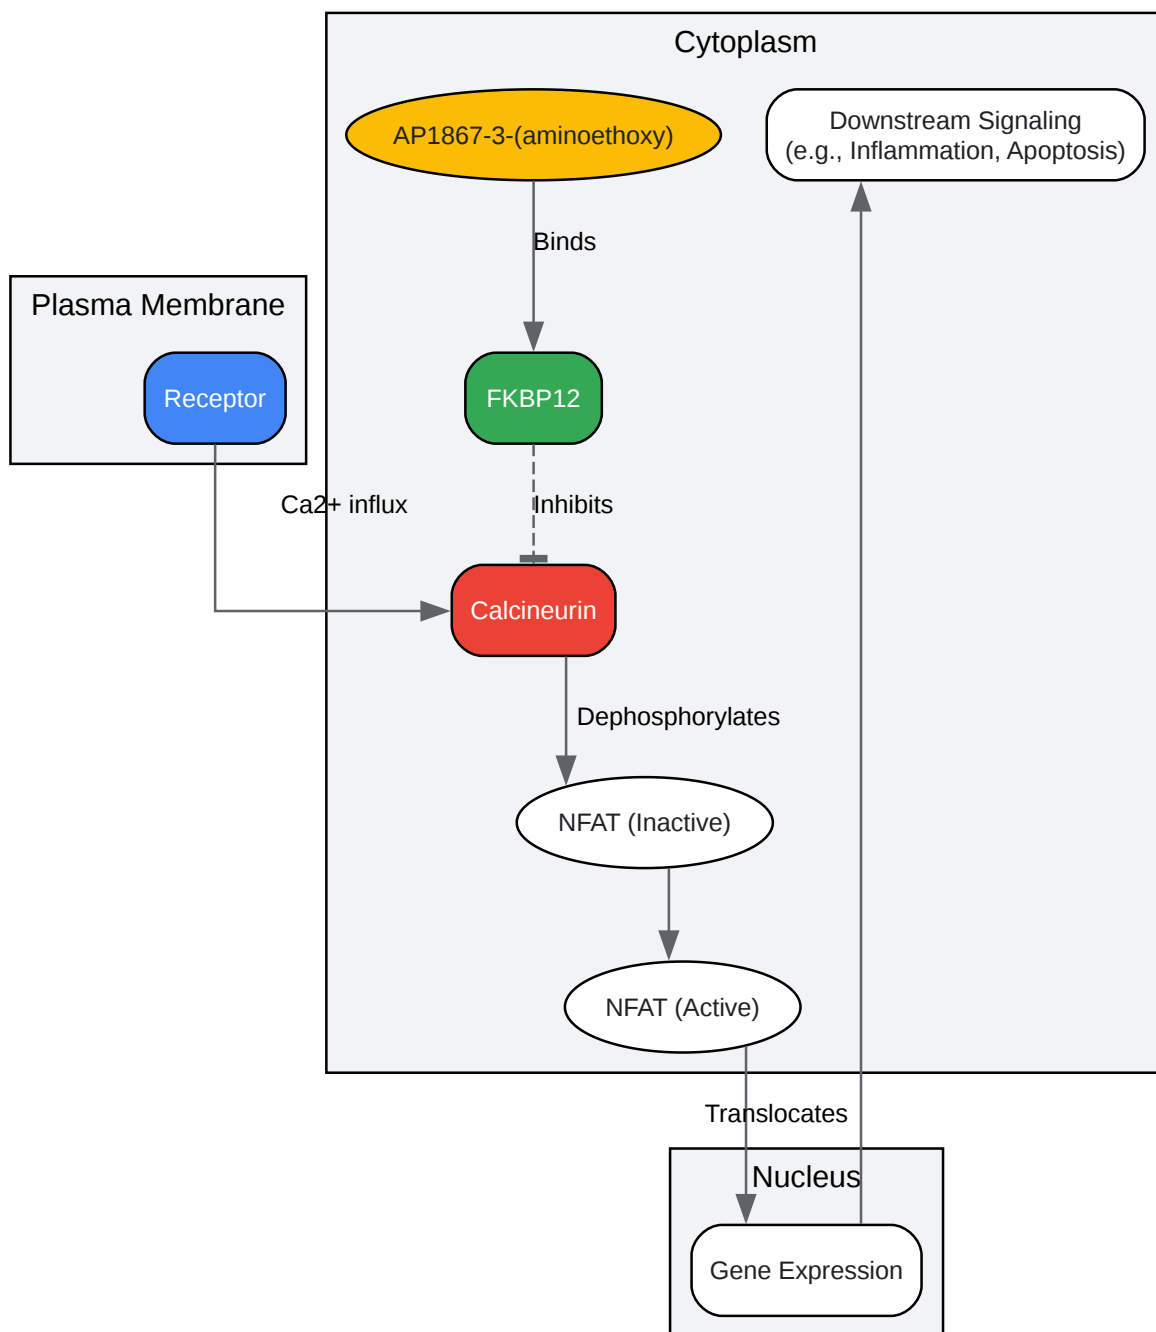 Cytoplasm
AP1867-3-(aminoethoxy)
Downstream Signaling
(e.g., Inflammation, Apoptosis)
Binds
Plasma Membrane
Receptor
FKBP12
Ca2+ influx
Inhibits
Calcineurin
Dephosphorylates
NFAT (Inactive)
NFAT (Active)
Translocates
Nucleus
Gene Expression